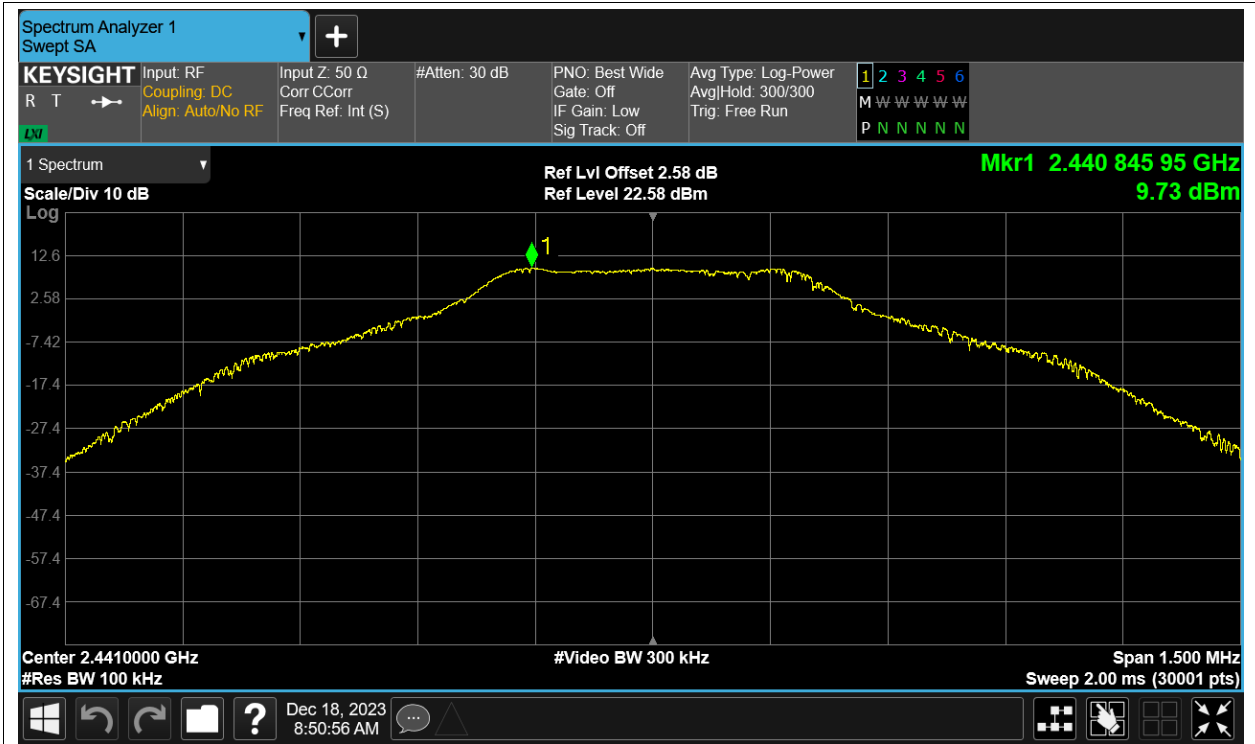 Spectrum Analyzer 1
Swept SA
KEYSIGHT
R T
LXI
Input: RF
Coupling: DC
Align: Auto/No RF
Input Z: 50 Ω
Corr CCorr
Freq Ref: Int (S)
#Atten: 30 dB
PNO: Best Wide
Gate: Off
IF Gain: Low
Sig Track: Off
Avg Type: Log-Power
Avg|Hold: 300/300
Trig: Free Run
1 2 3 4 5 6
M W W W W W
P N N N N N
1 Spectrum
Scale/Div 10 dB
Log
Ref Lvl Offset 2.58 dB
Ref Level 22.58 dBm
Mkr1 2.440 845 95 GHz
9.73 dBm
1
12.6
2.58
-7.42
-17.4
-27.4
-37.4
-47.4
-57.4
-67.4
Center 2.4410000 GHz
#Res BW 100 kHz
#Video BW 300 kHz
Span 1.500 MHz
Sweep 2.00 ms (30001 pts)
?
Dec 18, 2023
8:50:56 AM